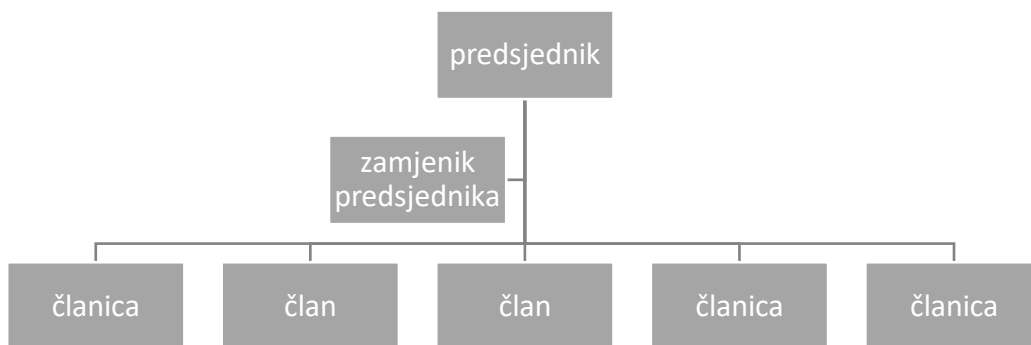 predsjednik
zamjenik
predsjednika
članica
član
član
članica
članica